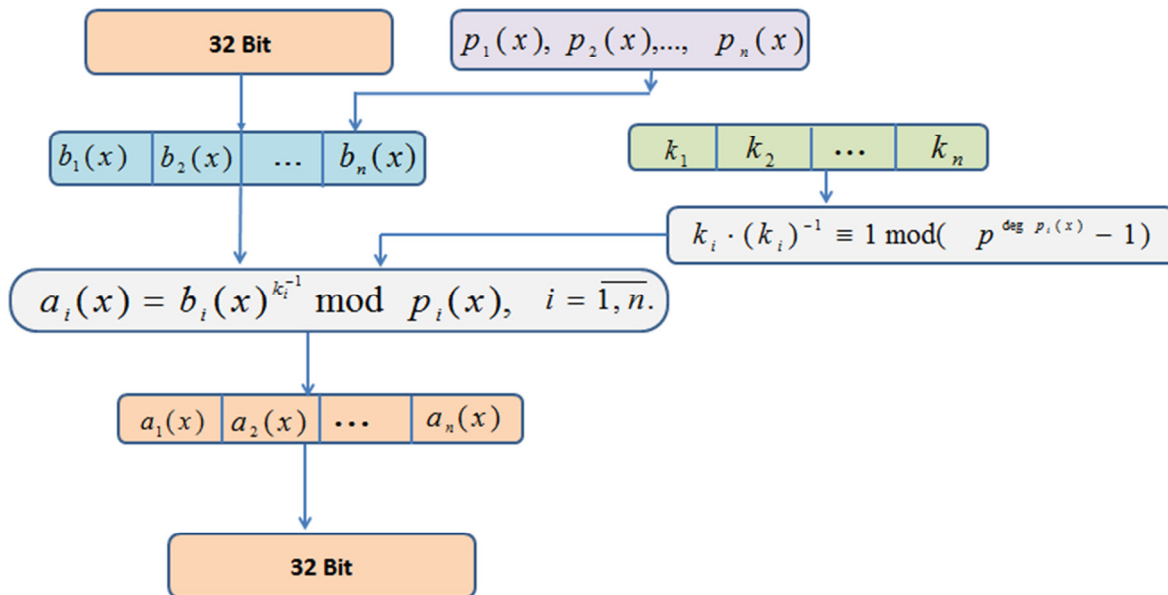 32 Bit
p₁(x), p₂(x),..., pₙ(x)
b₁(x) b₂(x) ... bₙ(x)
k₁ k₂ ... kₙ
kᵢ · (kᵢ)⁻¹ ≡ 1 mod( p^(deg pᵢ(x)) − 1)
aᵢ(x) = bᵢ(x)^(kᵢ⁻¹) mod pᵢ(x), i = 1,n̅.
a₁(x) a₂(x) ... aₙ(x)
32 Bit